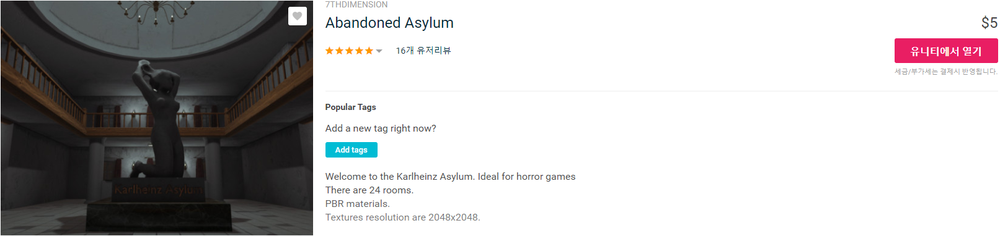 7THDIMENSION
Abandoned Asylum
$5
16개 유저리뷰
유니티에서 열기
세금/부가세는 결제시 반영됩니다.
Popular Tags
Add a new tag right now?
Add tags
Welcome to the Karlheinz Asylum. Ideal for horror games
There are 24 rooms.
PBR materials.
Textures resolution are 2048x2048.
Karlheinz Asylum